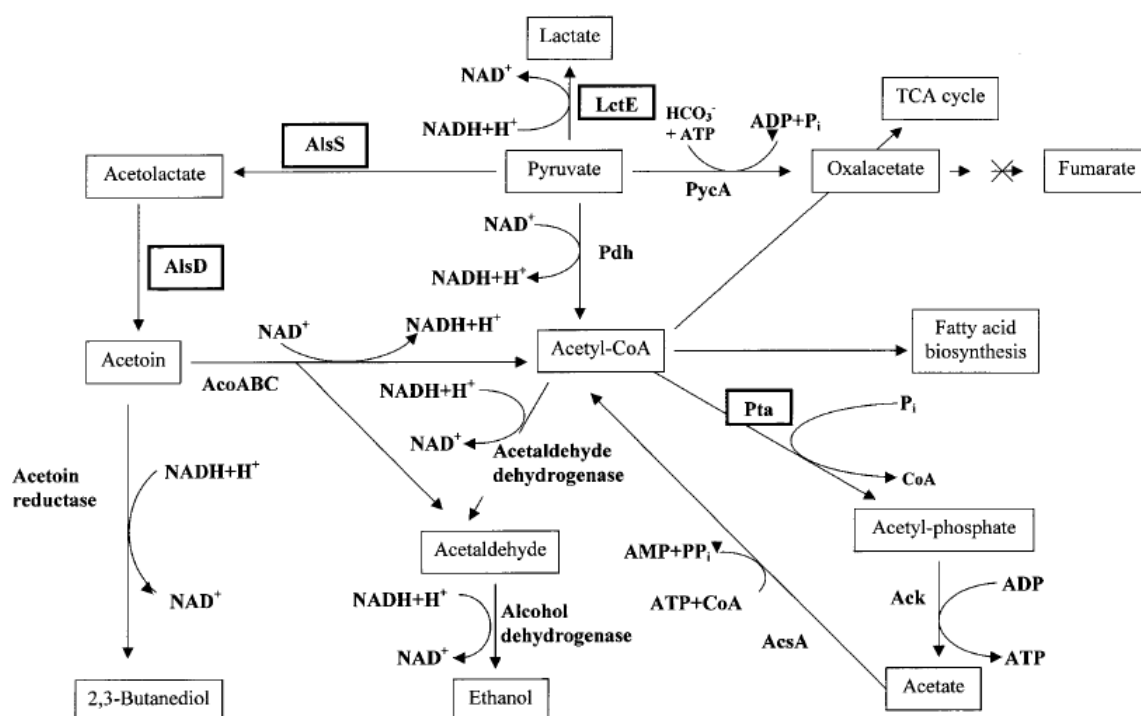 Lactate
NAD⁺
LctE
NADH+H⁺
HCO₃⁻
+ ATP
ADP+Pᵢ
TCA cycle
AlsS
Acetolactate
Pyruvate
PycA
Oxalacetate
Fumarate
NAD⁺
Pdh
NADH+H⁺
AlsD
NAD⁺
NADH+H⁺
Acetoin
AcoABC
Acetyl-CoA
Fatty acid
biosynthesis
NADH+H⁺
NAD⁺
Acetaldehyde
dehydrogenase
Pta
Pᵢ
CoA
Acetoin
reductase
NADH+H⁺
NAD⁺
Acetaldehyde
Acetyl-phosphate
AMP+PPᵢ
ATP+CoA
AcsA
ADP
Ack
ATP
NADH+H⁺
Alcohol
dehydrogenase
NAD⁺
2,3-Butanediol
Ethanol
Acetate